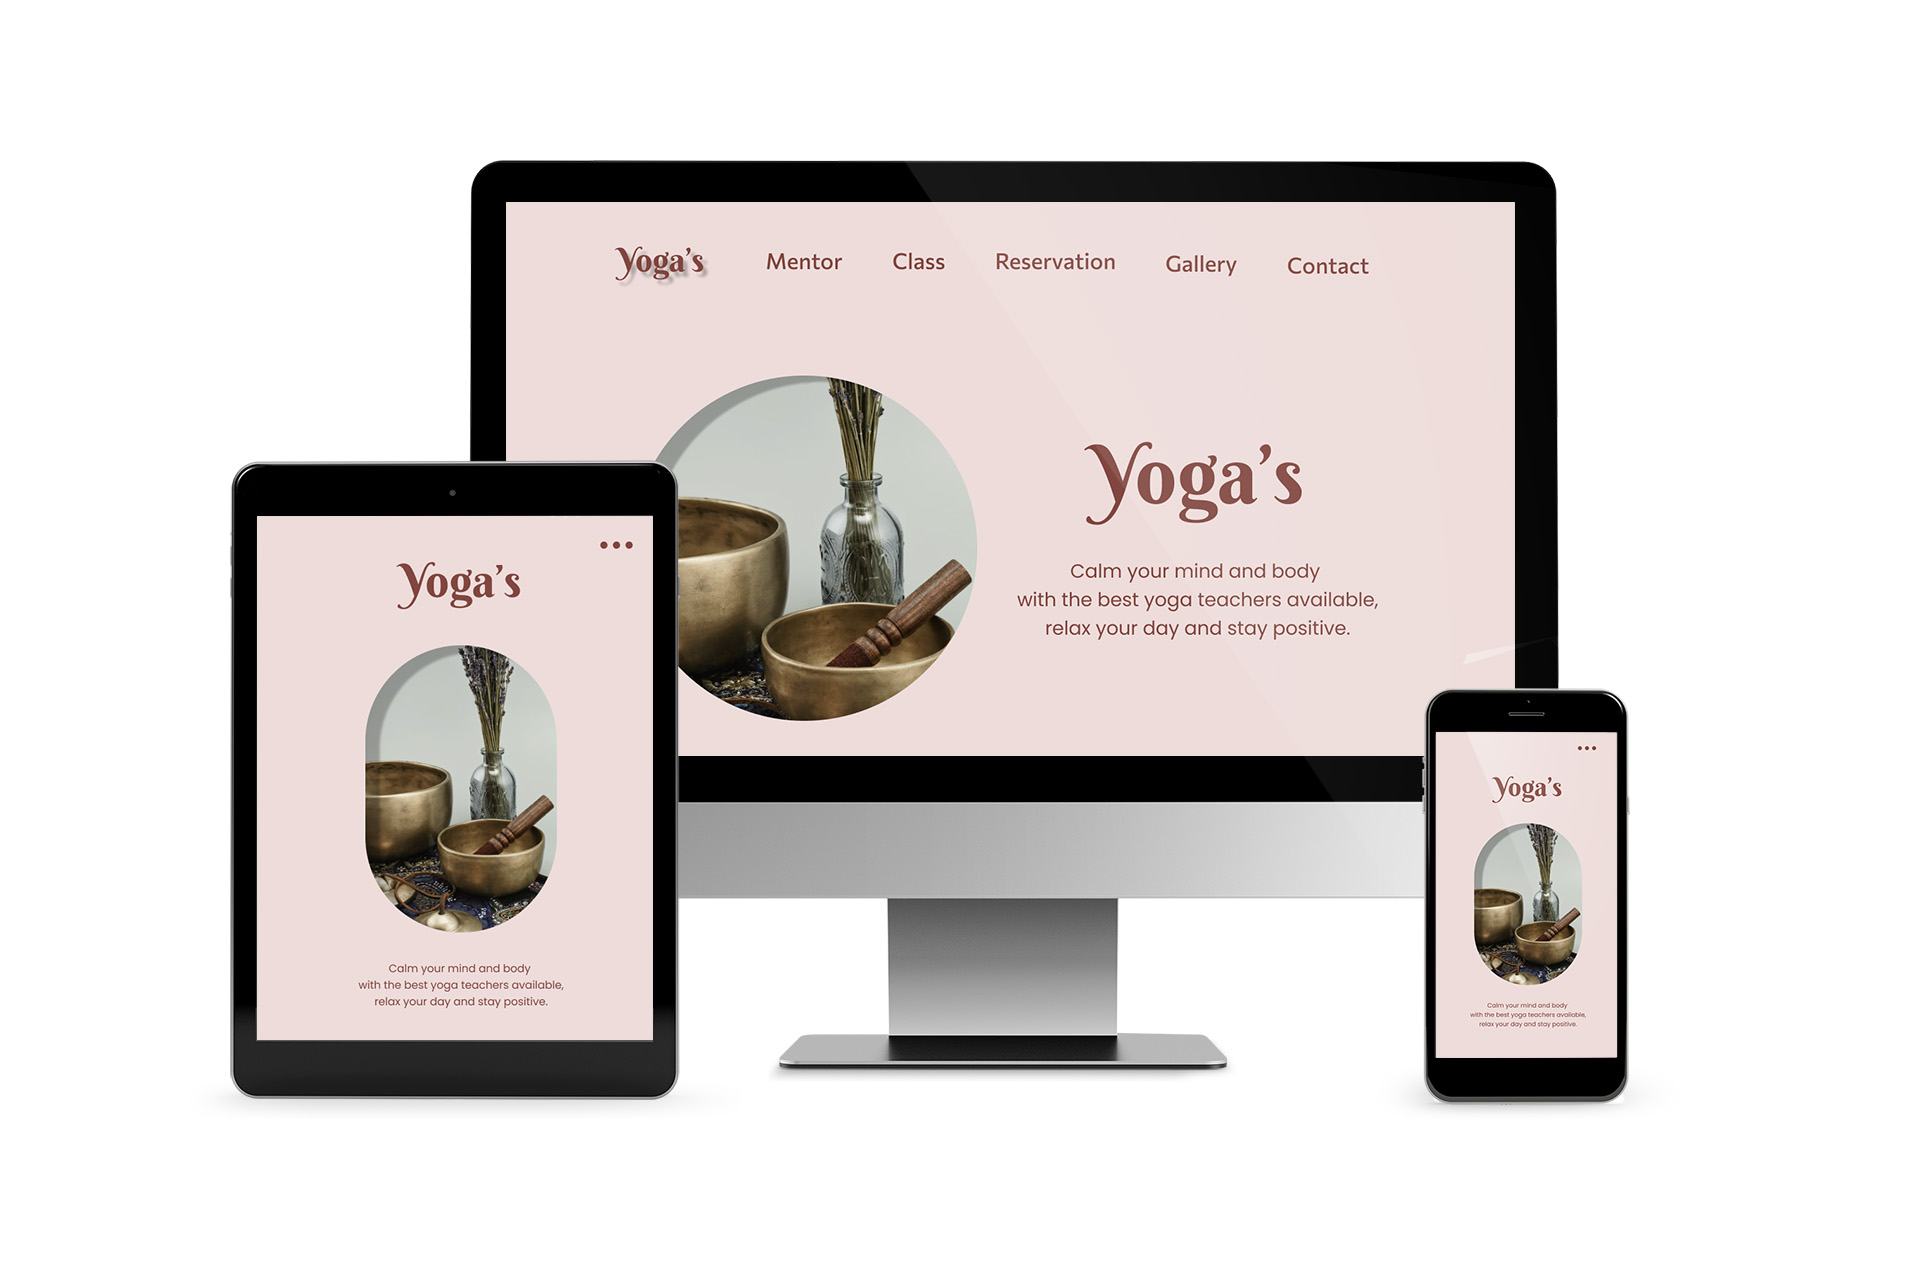 Yoga's Mentor Class Reservation Gallery Contact
Yoga's
Calm your mind and body
with the best yoga teachers available,
relax your day and stay positive.
Yoga's
Calm your mind and body
with the best yoga teachers available,
relax your day and stay positive.
Yoga's
Calm your mind and body
with the best yoga teachers available,
relax your day and stay positive.